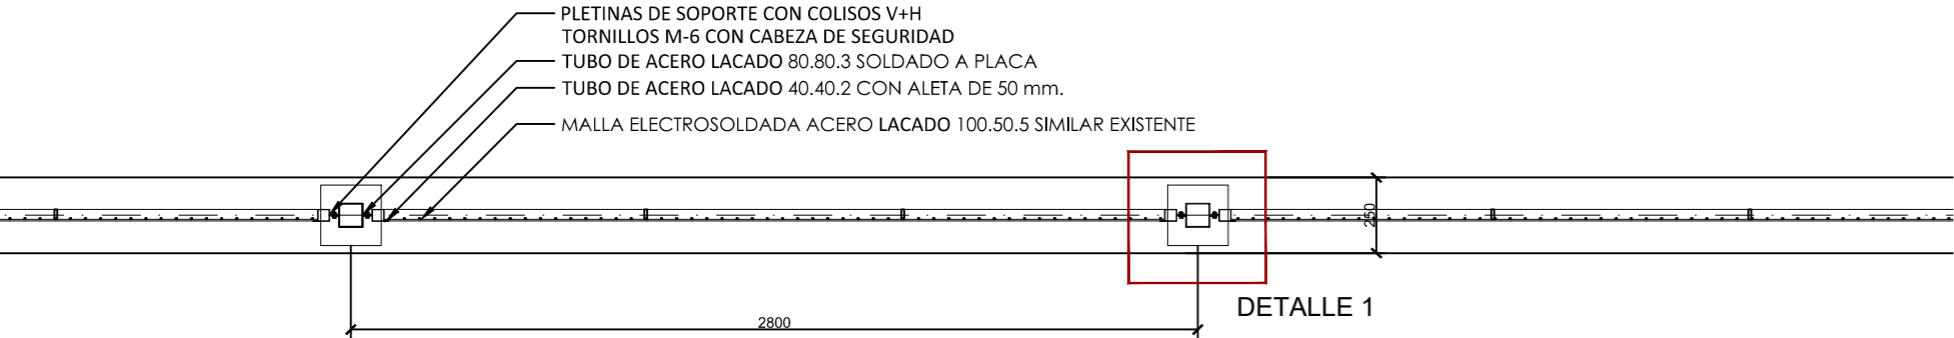 PLETINAS DE SOPORTE CON COLISOS V+H
TORNILLOS M-6 CON CABEZA DE SEGURIDAD
TUBO DE ACERO LACADO 80.80.3 SOLDADO A PLACA
TUBO DE ACERO LACADO 40.40.2 CON ALETA DE 50 mm.
MALLA ELECTROSOLDADA ACERO LACADO 100.50.5 SIMILAR EXISTENTE
250
DETALLE 1
2800